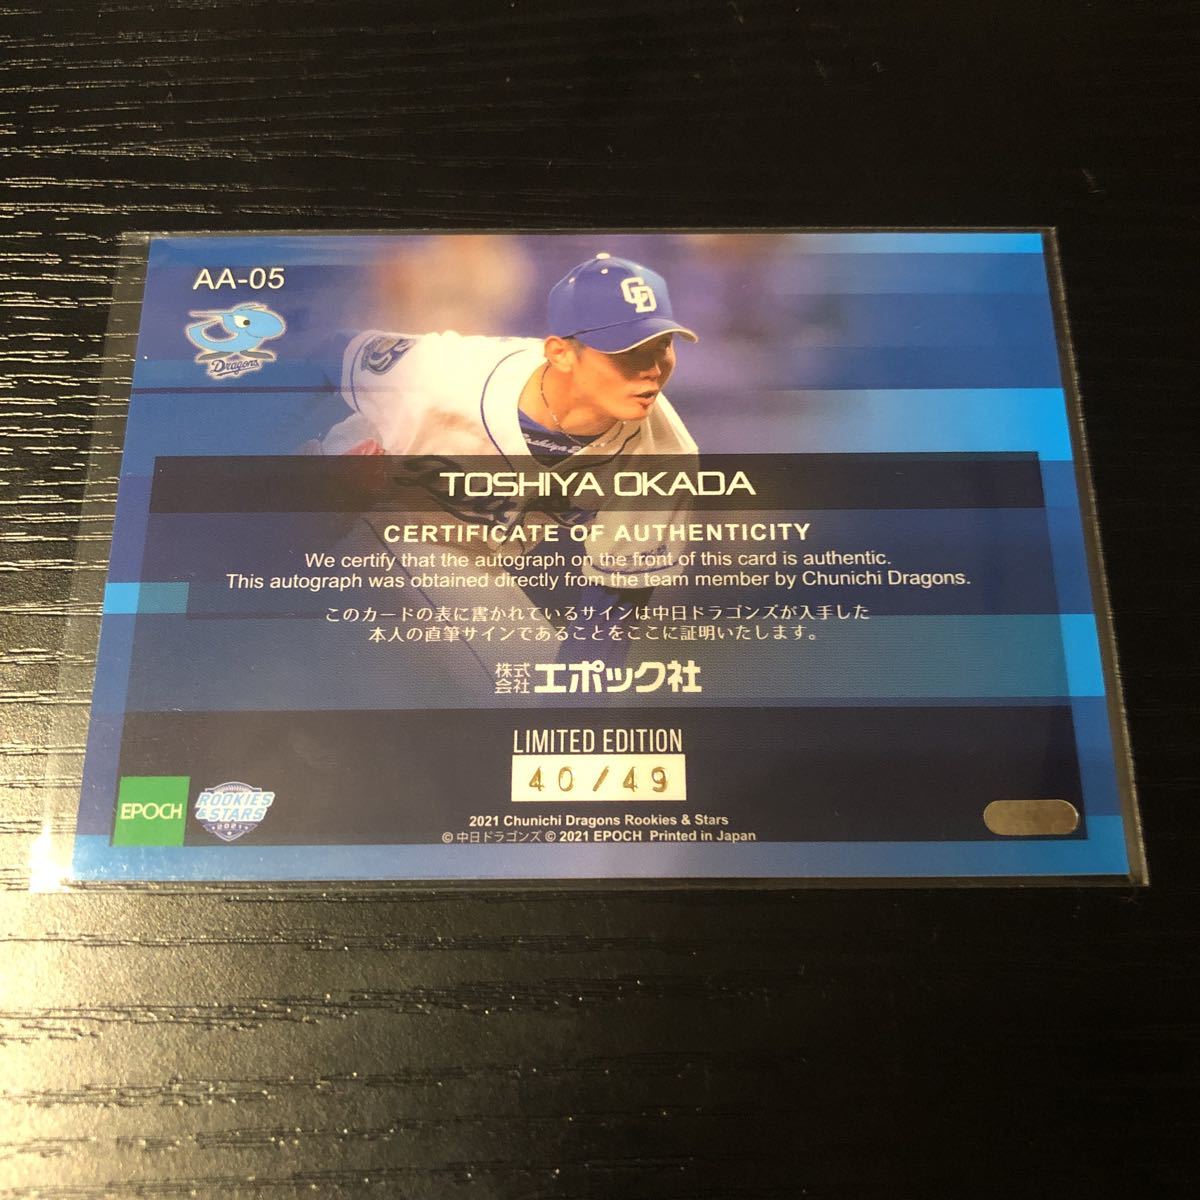 AA-05
CD
Dragons
TOSHIYA OKADA
CERTIFICATE OF AUTHENTICITY
We certify that the autograph on the front of this card is authentic.
This autograph was obtained directly from the team member by Chunichi Dragons.
このカードの表に書かれているサインは中日ドラゴンズが入手した
本人の直筆サインであることをここに証明いたします。
株式会社 エポック社
LIMITED EDITION
40/49
EPOCH
ROOKIES & STARS 2021
2021 Chunichi Dragons Rookies & Stars
© 中日ドラゴンズ © 2021 EPOCH Printed in Japan